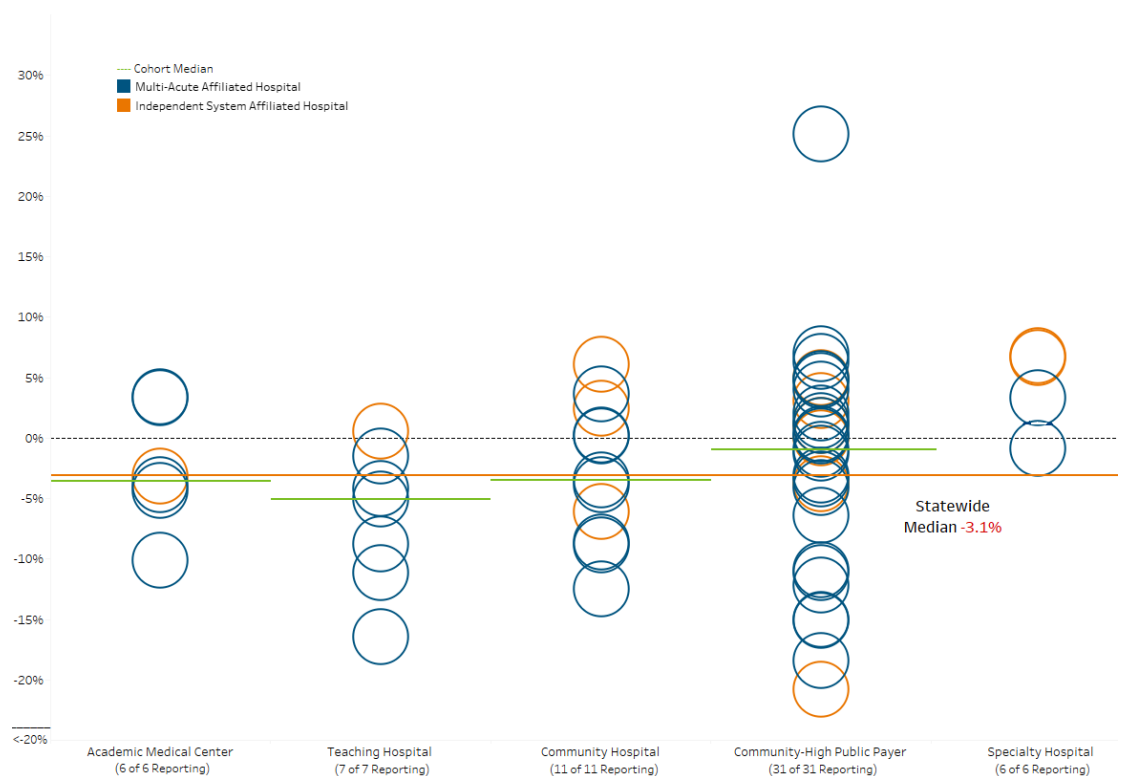 30%
25%
20%
15%
10%
5%
0%
-5%
-10%
-15%
-20%
<-20%
Cohort Median
Multi-Acute Affiliated Hospital
Independent System Affiliated Hospital
Statewide
Median -3.1%
Academic Medical Center
(6 of 6 Reporting)
Teaching Hospital
(7 of 7 Reporting)
Community Hospital
(11 of 11 Reporting)
Community-High Public Payer
(31 of 31 Reporting)
Specialty Hospital
(6 of 6 Reporting)